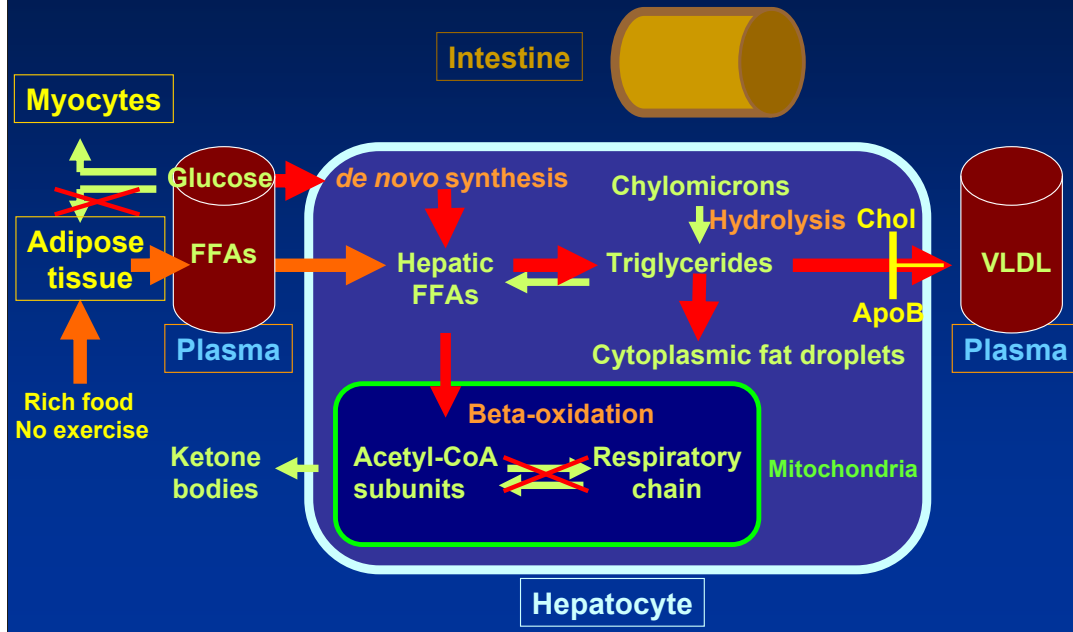 Intestine
Myocytes
Glucose
de novo synthesis
Chylomicrons
Hydrolysis
Chol
Adipose
tissue
FFAs
Hepatic
FFAs
Triglycerides
VLDL
ApoB
Plasma
Cytoplasmic fat droplets
Plasma
Rich food
No exercise
Beta-oxidation
Ketone
bodies
Acetyl-CoA
subunits
Respiratory
chain
Mitochondria
Hepatocyte